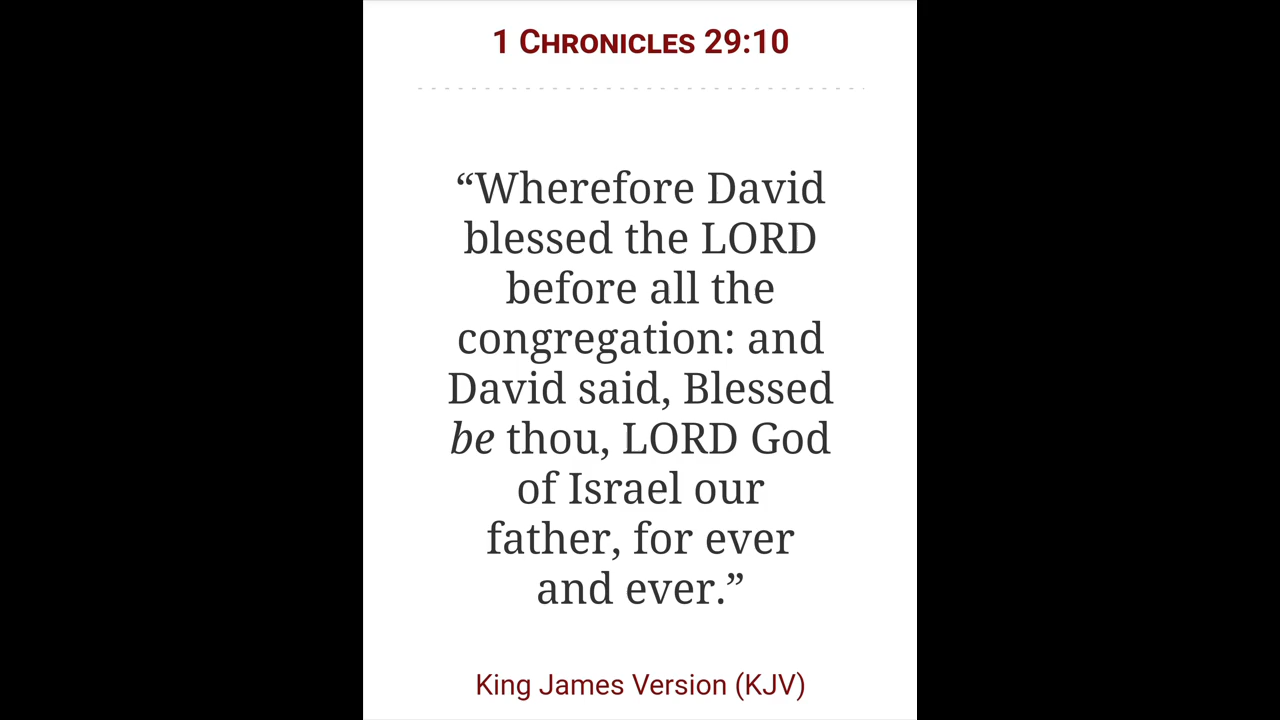 1 Chronicles 29:10
“Wherefore David
blessed the LORD
before all the
congregation: and
David said, Blessed
be thou, LORD God
of Israel our
father, for ever
and ever.”
King James Version (KJV)